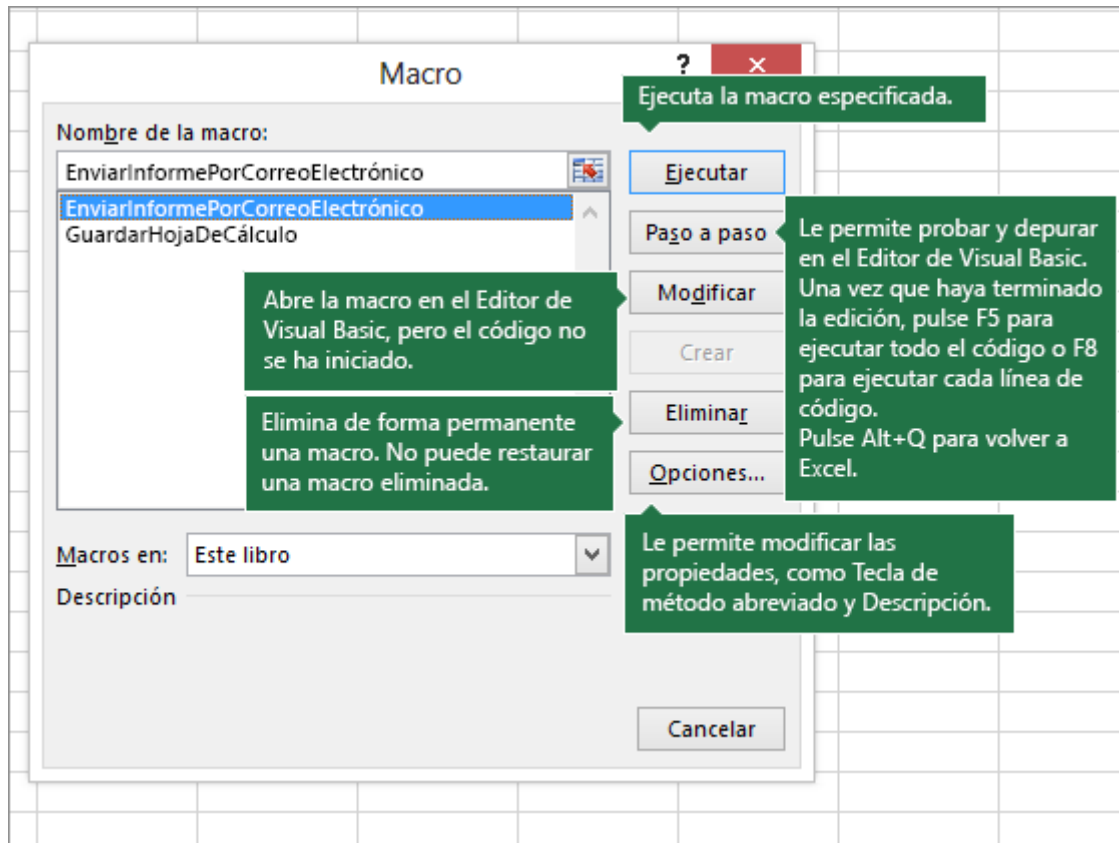 Macro
?
Ejecuta la macro especificada.
Nombre de la macro:
EnviarInformePorCorreoElectrónico
Ejecutar
EnviarInformePorCorreoElectrónico
GuardarHojaDeCálculo
Paso a paso
Le permite probar y depurar
en el Editor de Visual Basic.
Una vez que haya terminado
la edición, pulse F5 para
ejecutar todo el código o F8
para ejecutar cada línea de
código.
Pulse Alt+Q para volver a
Excel.
Abre la macro en el Editor de
Visual Basic, pero el código no
se ha iniciado.
Modificar
Crear
Elimina de forma permanente
una macro. No puede restaurar
una macro eliminada.
Eliminar
Opciones...
Le permite modificar las
propiedades, como Tecla de
método abreviado y Descripción.
Macros en:
Este libro
Descripción
Cancelar